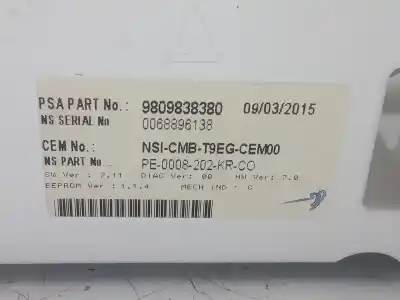 PSA PART No.: 9809838380 09/03/2015
NS SERIAL No 0068896138
CEM No.: NSI-CMB-T9EG-CEM00
NS PART No PE-0008-202-KR-CO
SW Ver : 2.11 DIAG Ver: 00 HW Ver: 7.0
EEPROM Ver : 1.1.4 MECH IND : C